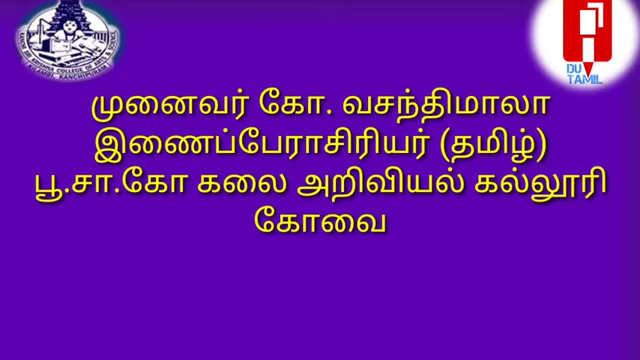 DU
TAMIL
முனைவர் கோ. வசந்திமாலா
இணைப்பேராசிரியர் (தமிழ்)
பூ.சா.கோ கலை அறிவியல் கல்லூரி
கோவை